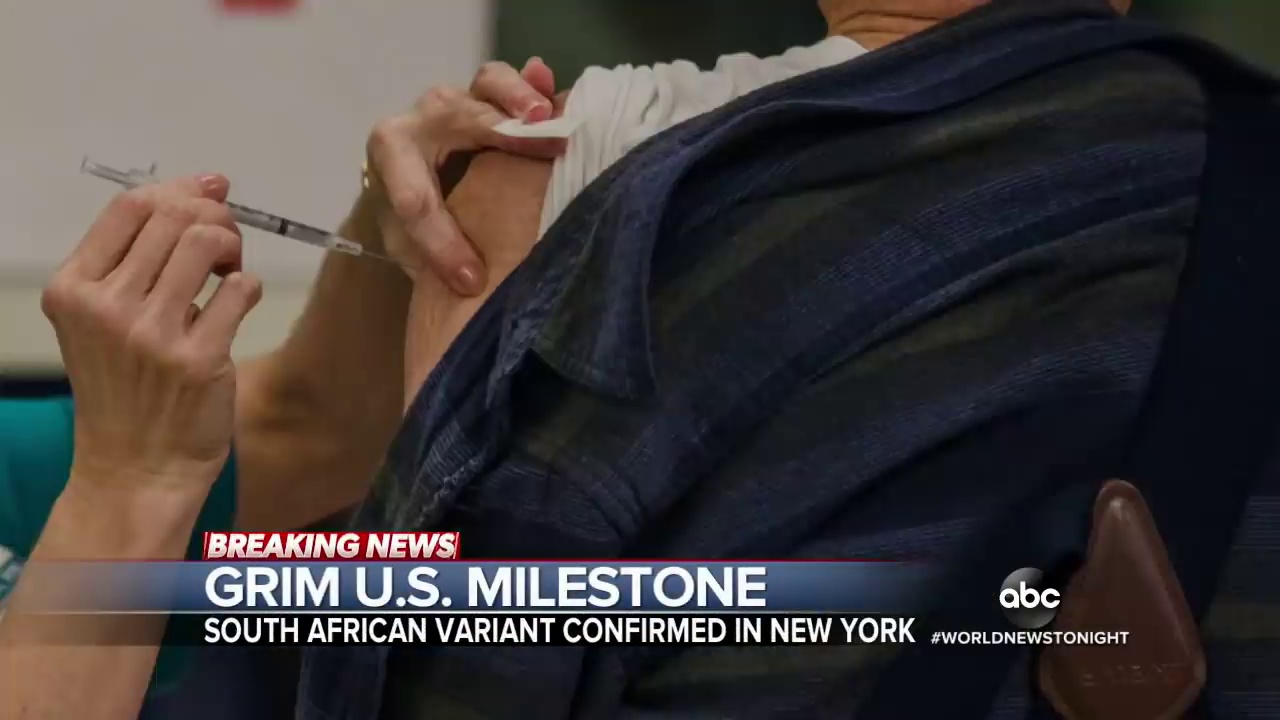 BREAKING NEWS
GRIM U.S. MILESTONE
abc
SOUTH AFRICAN VARIANT CONFIRMED IN NEW YORK
#WORLDNEWSTONIGHT